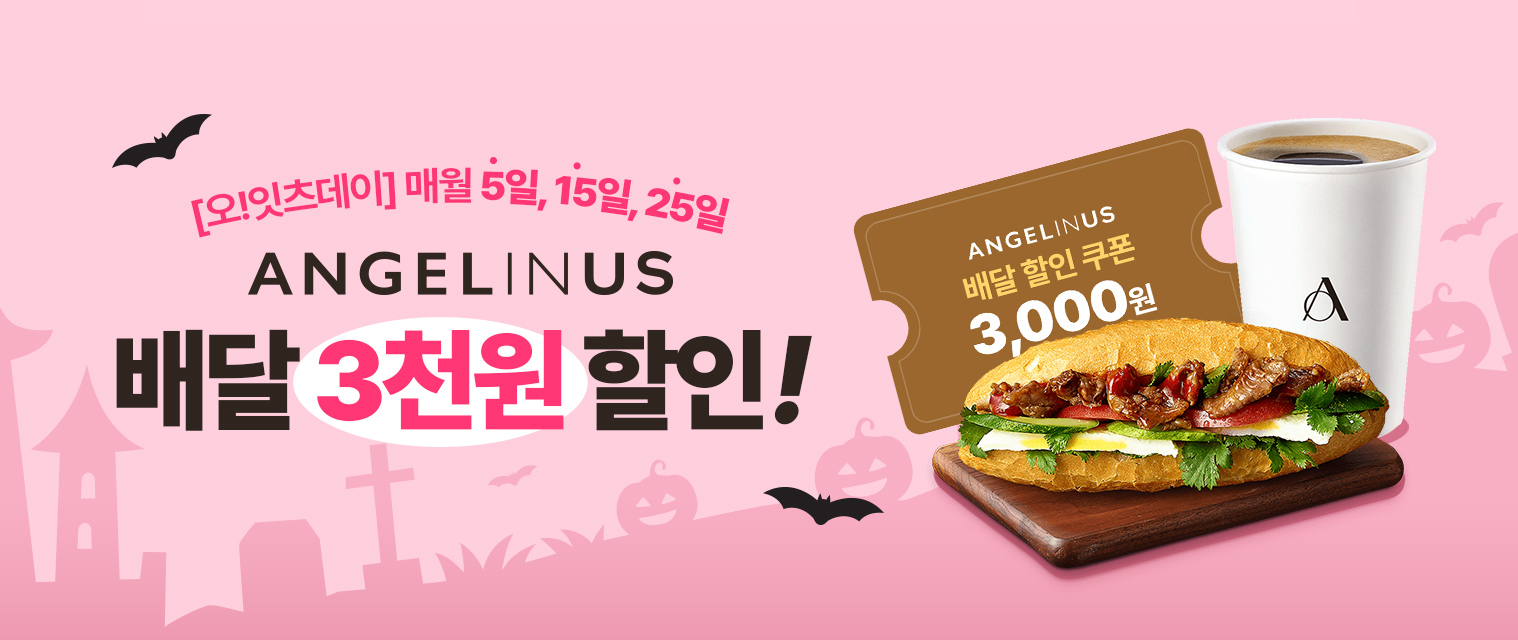 [오!잇츠데이] 매월 5일, 15일, 25일
ANGELINUS
배달 3천원 할인!
ANGELINUS
배달 할인 쿠폰
3,000원
A